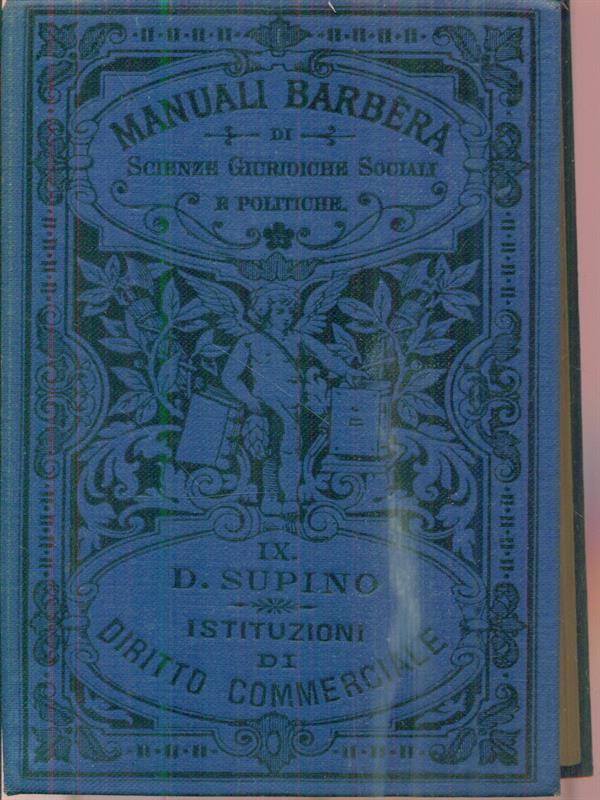 MANUALI BARBÈRA
DI
SCIENZE GIURIDICHE SOCIALI
E POLITICHE.
IX.
D. SUPINO
ISTITUZIONI
DI
DIRITTO COMMERCIALE